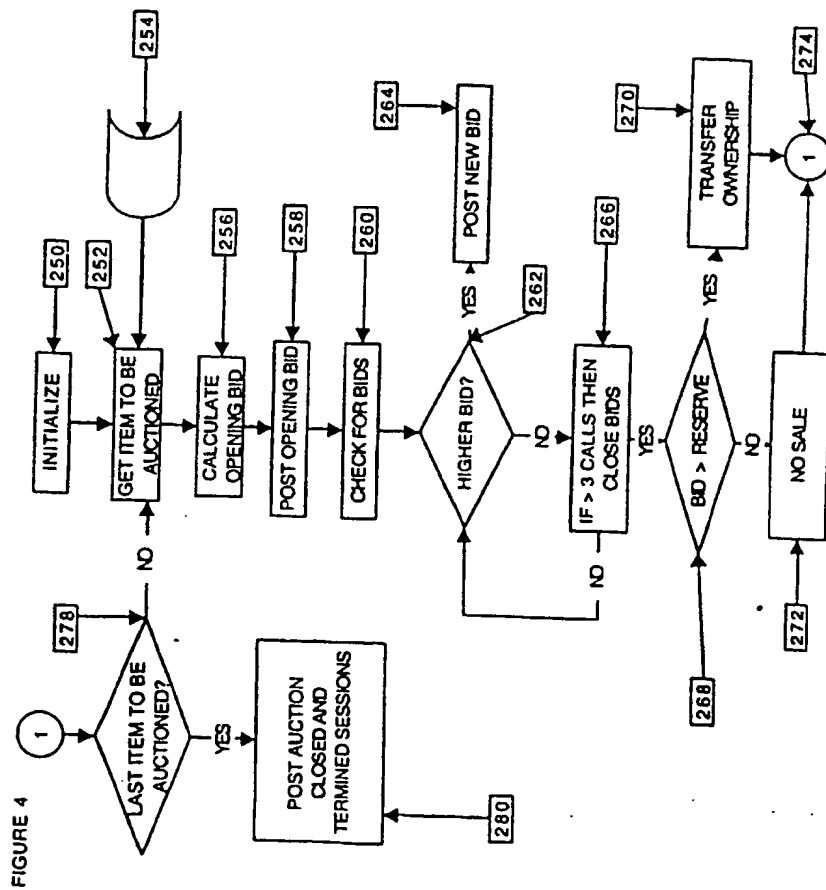 FIGURE 4
1
LAST ITEM TO BE
AUCTIONED?
278
NO
YES
POST AUCTION
CLOSED AND
TERMINED SESSIONS
280
INITIALIZE
250
252
GET ITEM TO BE
AUCTIONED
254
CALCULATE
OPENING BID
256
POST OPENING BID
258
CHECK FOR BIDS
260
HIGHER BID?
262
YES
POST NEW BID
264
NO
IF > 3 CALLS THEN
CLOSE BIDS
266
NO
YES
BID > RESERVE
268
YES
TRANSFER
OWNERSHIP
270
NO
NO SALE
272
1
274